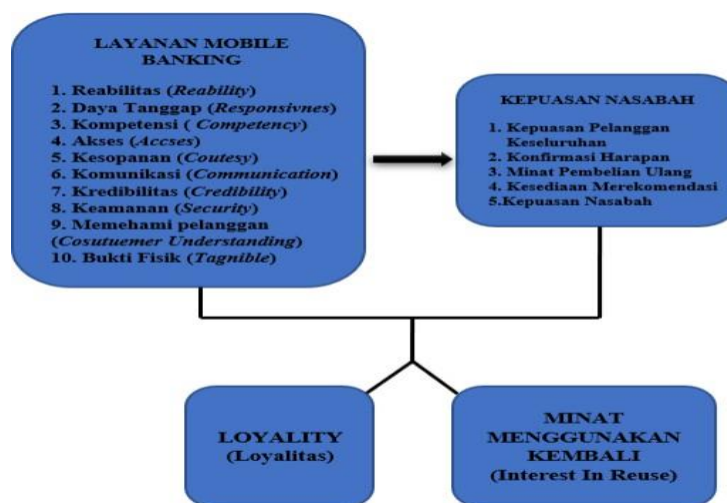 LAYANAN MOBILE
BANKING
1. Reabilitas (Reability)
2. Daya Tanggap (Responsivnes)
3. Kompetensi ( Competency)
4. Akses (Accses)
5. Kesopanan (Coutesy)
6. Komunikasi (Communication)
7. Kredibilitas (Credibility)
8. Keamanan (Security)
9. Memehami pelanggan
(Cosutuemer Understanding)
10. Bukti Fisik (Tagnible)
KEPUASAN NASABAH
1. Kepuasan Pelanggan
Keseluruhan
2. Konfirmasi Harapan
3. Minat Pembelian Ulang
4. Kesediaan Merekomendasi
5.Kepuasan Nasabah
LOYALITY
(Loyalitas)
MINAT
MENGGUNAKAN
KEMBALI
(Interest In Reuse)